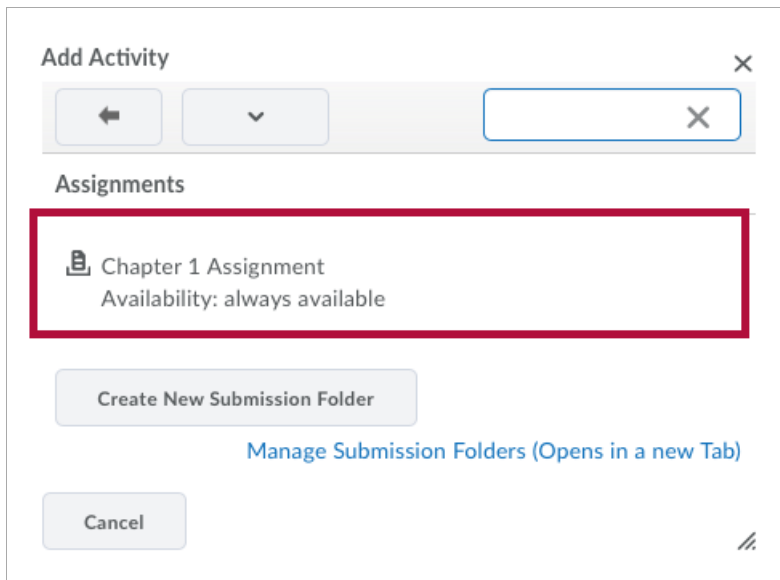 Add Activity
Assignments
Chapter 1 Assignment
Availability: always available
Create New Submission Folder
Manage Submission Folders (Opens in a new Tab)
Cancel